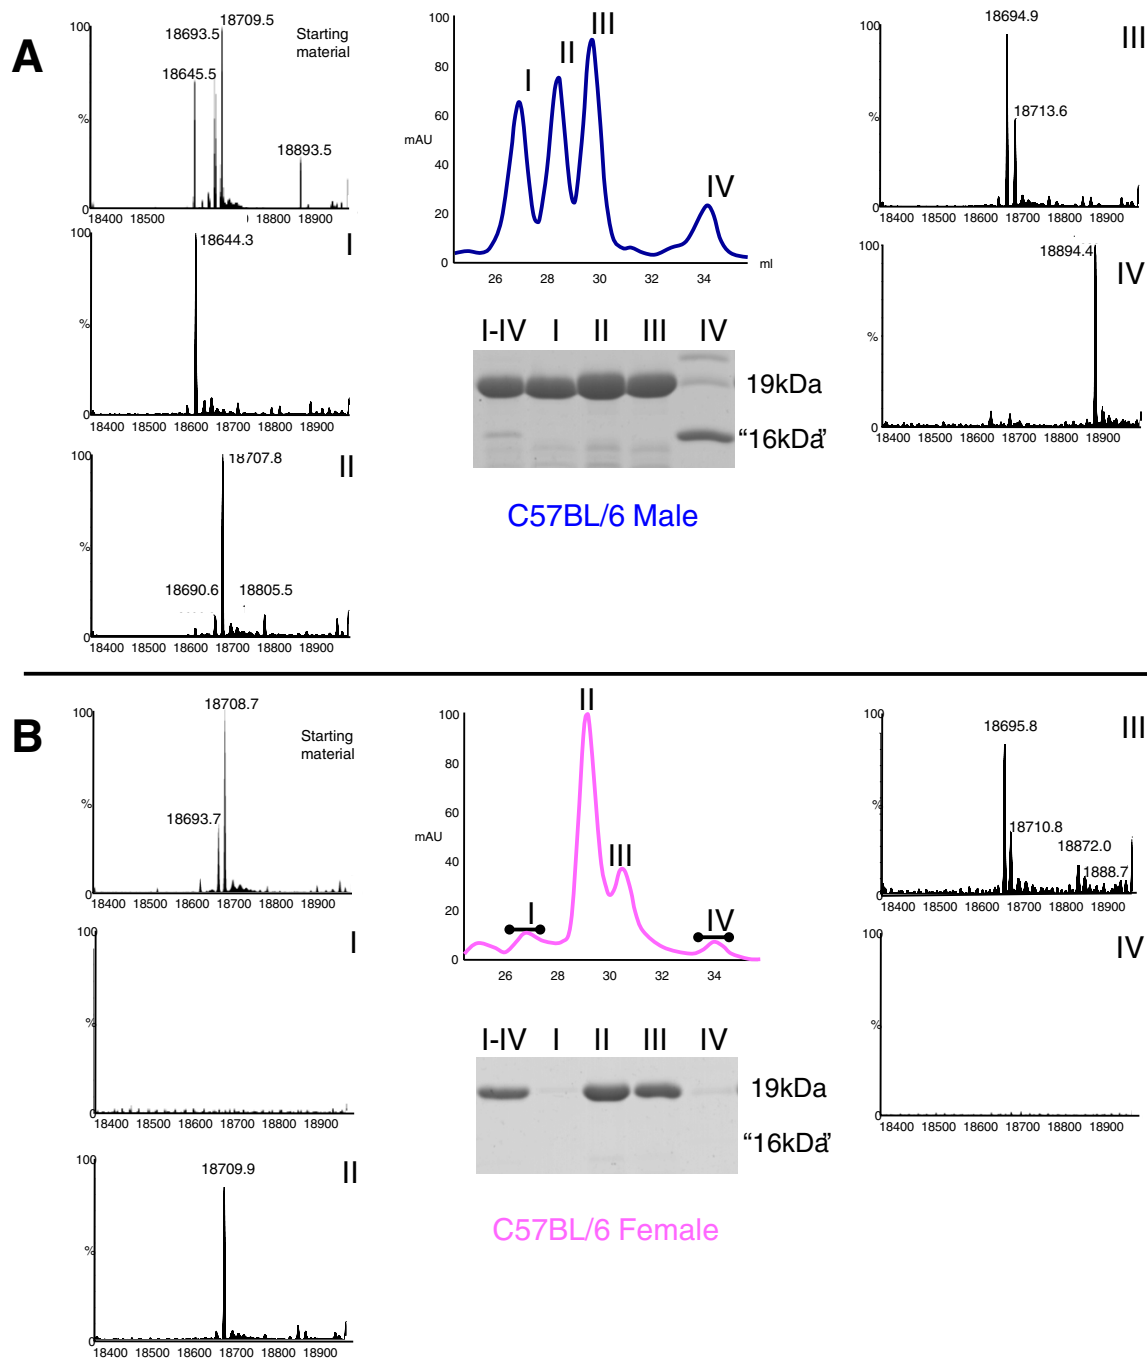 A
100
18709.5
18693.5
Starting
material
18645.5
%
18893.5
0
18400 18500 18800 18900
100
I
18644.3
%
0
18400 18500 18600 18700 18800 18900
100
II
18707.8
%
18690.6 18805.5
0
18400 18500 18600 18700 18800 18900
100
80
60
mAU
40
20
0
I
II
III
IV
26 28 30 32 34 ml
I-IV I II III IV
19kDa
“16kDa”
C57BL/6 Male
100
18694.9
III
18713.6
%
0
18400 18500 18600 18700 18800 18900
100
18894.4
IV
%
0
18400 18500 18600 18700 18800 18900
B
100
18708.7
Starting
material
%
18693.7
0
18400 18500 18600 18700 18800 18900
100
I
%
0
18400 18500 18600 18700 18800 18900
100
II
18709.9
%
0
18400 18500 18600 18700 18800 18900
100
80
60
mAU
40
20
0
II
III
I
IV
26 28 30 32 34
I-IV I II III IV
19kDa
“16kDa”
C57BL/6 Female
100
18695.8
III
%
18710.8
18872.0
1888.7
0
18400 18500 18600 18700 18800 18900
100
IV
%
0
18400 18500 18600 18700 18800 18900